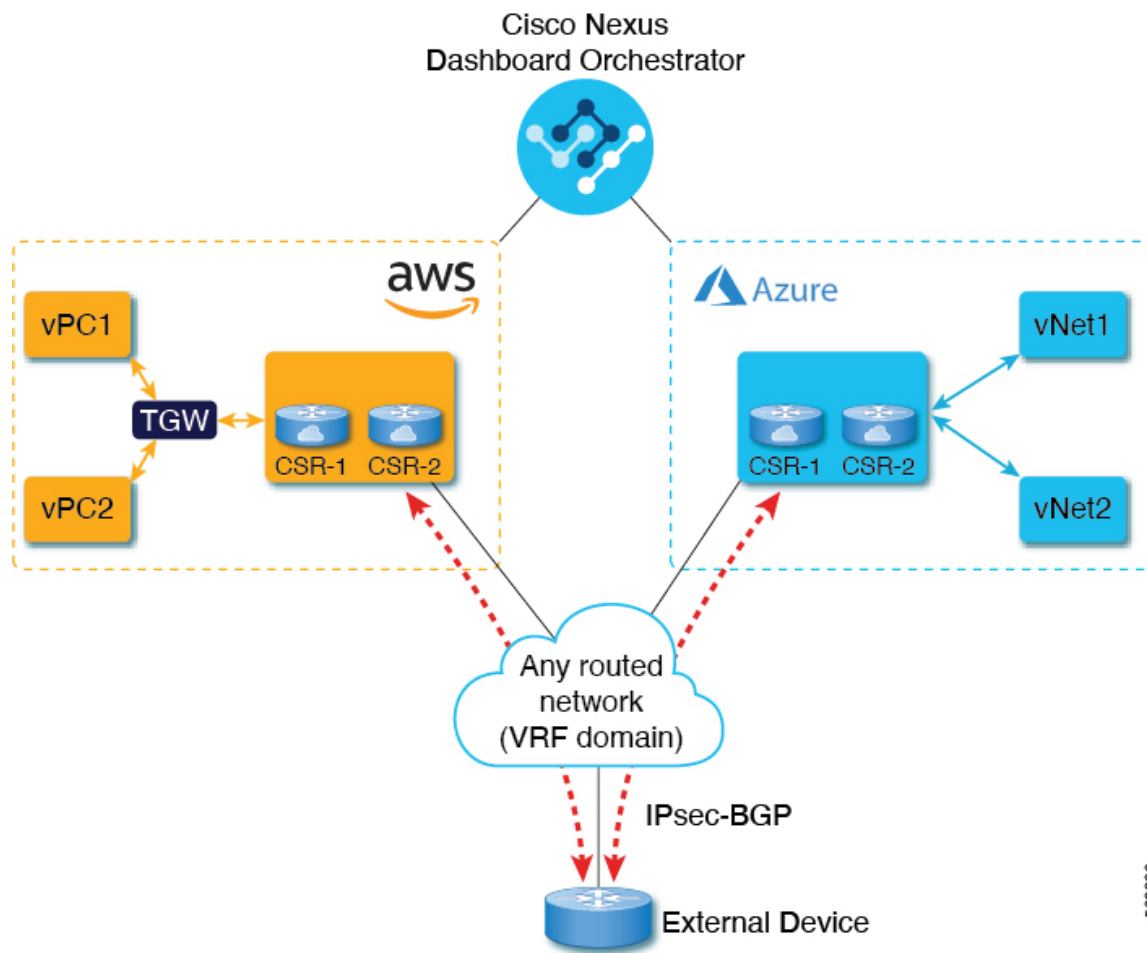 Cisco Nexus
Dashboard Orchestrator
aws
Azure
vPC1
vNet1
TGW
CSR-1 CSR-2
CSR-1 CSR-2
vPC2
vNet2
Any routed
network
(VRF domain)
IPsec-BGP
External Device